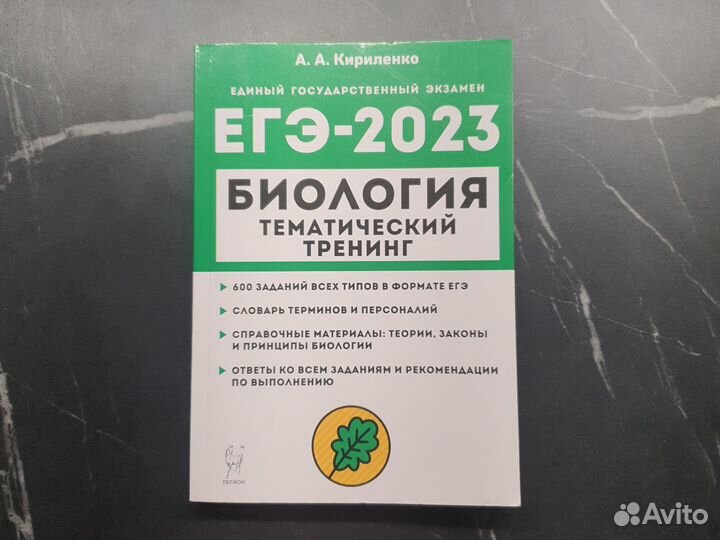 А. А. Кириленко
ЕДИНЫЙ ГОСУДАРСТВЕННЫЙ ЭКЗАМЕН
ЕГЭ-2023
БИОЛОГИЯ
ТЕМАТИЧЕСКИЙ
ТРЕНИНГ
600 ЗАДАНИЙ ВСЕХ ТИПОВ В ФОРМАТЕ ЕГЭ
СЛОВАРЬ ТЕРМИНОВ И ПЕРСОНАЛИЙ
СПРАВОЧНЫЕ МАТЕРИАЛЫ: ТЕОРИИ, ЗАКОНЫ
И ПРИНЦИПЫ БИОЛОГИИ
ОТВЕТЫ КО ВСЕМ ЗАДАНИЯМ И РЕКОМЕНДАЦИИ
ПО ВЫПОЛНЕНИЮ
ЛЕГИОН
Avito